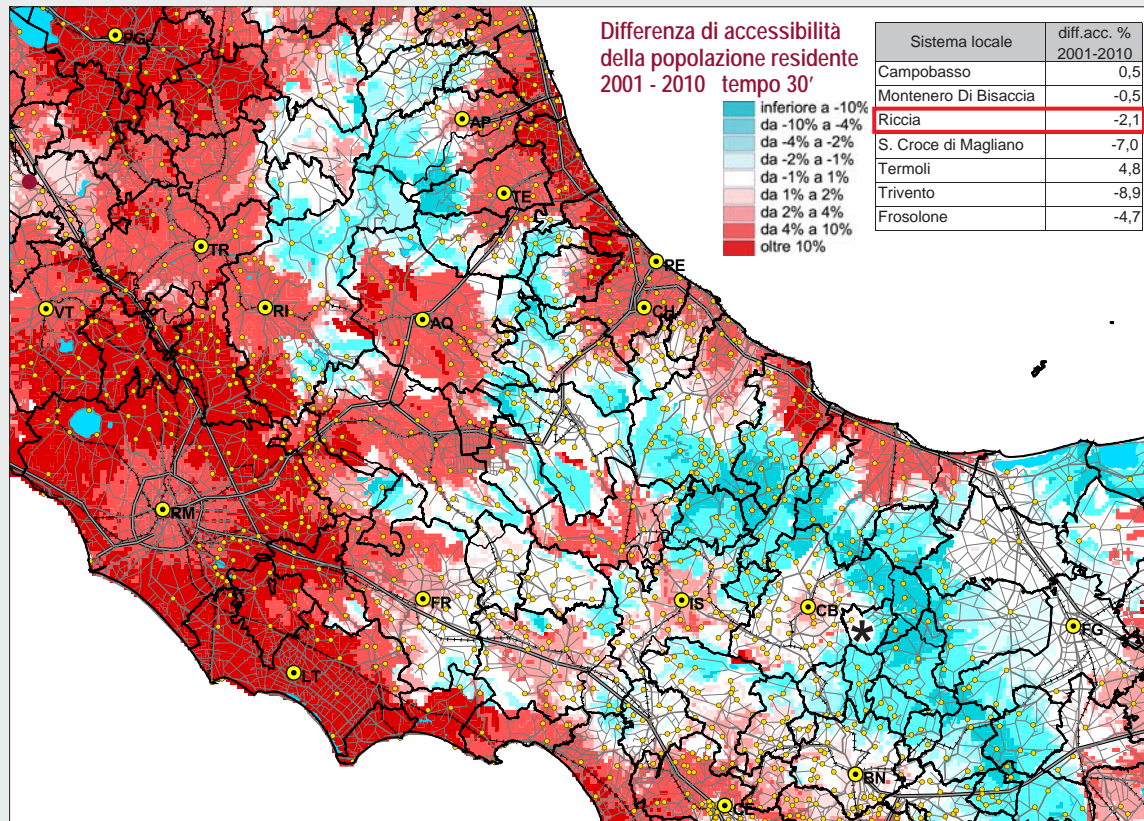 Differenza di accessibilità
della popolazione residente
2001 - 2010 tempo 30'
inferiore a -10%
da -10% a -4%
da -4% a -2%
da -2% a -1%
da -1% a 1%
da 1% a 2%
da 2% a 4%
da 4% a 10%
oltre 10%
Sistema locale diff.acc. % 2001-2010
Campobasso 0,5
Montenero Di Bisaccia -0,5
Riccia -2,1
S. Croce di Magliano -7,0
Termoli 4,8
Trivento -8,9
Frosolone -4,7
PG
AP
TE
TR
PE
VT
RI
AQ
CH
RM
FR
IS
CB
*
FG
LT
BN
CE